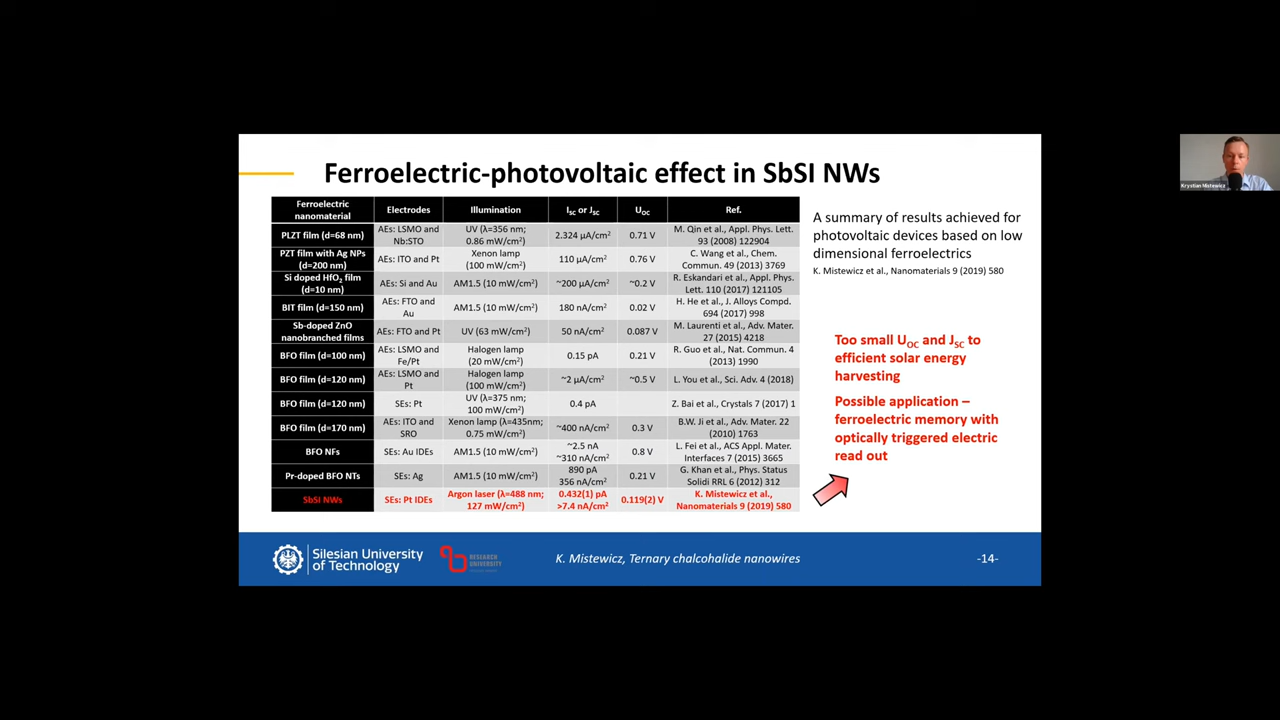 Ferroelectric-photovoltaic effect in SbSI NWs
Ferroelectric nanomaterial Electrodes Illumination I_SC or J_SC U_OC Ref.
PLZT film (d=68 nm) AEs: LSMO and Nb:STO UV (λ=356 nm; 0.86 mW/cm²) 2.324 µA/cm² 0.71 V M. Qin et al., Appl. Phys. Lett. 93 (2008) 122904
PZT film with Ag NPs (d=200 nm) AEs: ITO and Pt Xenon lamp (100 mW/cm²) 110 µA/cm² 0.76 V C. Wang et al., Chem. Commun. 49 (2013) 3769
Si doped HfO₂ film (d=10 nm) AEs: Si and Au AM1.5 (10 mW/cm²) ~200 µA/cm² ~0.2 V R. Eskandari et al., Appl. Phys. Lett. 110 (2017) 121105
BIT film (d=150 nm) AEs: FTO and Au AM1.5 (10 mW/cm²) 180 nA/cm² 0.02 V H. He et al., J. Alloys Compd. 694 (2017) 998
Sb-doped ZnO nanobranched films AEs: FTO and Pt UV (63 mW/cm²) 50 nA/cm² 0.087 V M. Laurenti et al., Adv. Mater. 27 (2015) 4218
BFO film (d=100 nm) AEs: LSMO and Fe/Pt Halogen lamp (20 mW/cm²) 0.15 pA 0.21 V R. Guo et al., Nat. Commun. 4 (2013) 1990
BFO film (d=120 nm) AEs: LSMO and Pt Halogen lamp (100 mW/cm²) ~2 µA/cm² ~0.5 V L. You et al., Sci. Adv. 4 (2018)
BFO film (d=120 nm) SEs: Pt UV (λ=375 nm; 100 mW/cm²) 0.4 pA Z. Bai et al., Crystals 7 (2017) 1
BFO film (d=170 nm) AEs: ITO and SRO Xenon lamp (λ=435nm; 0.75 mW/cm²) ~400 nA/cm² 0.3 V B.W. Ji et al., Adv. Mater. 22 (2010) 1763
BFO NFs SEs: Au IDEs AM1.5 (10 mW/cm²) ~2.5 nA ~310 nA/cm² 0.8 V L. Fei et al., ACS Appl. Mater. Interfaces 7 (2015) 3665
Pr-doped BFO NTs SEs: Ag AM1.5 (10 mW/cm²) 890 pA 356 nA/cm² 0.21 V G. Khan et al., Phys. Status Solidi RRL 6 (2012) 312
SbSI NWs SEs: Pt IDEs Argon laser (λ=488 nm; 127 mW/cm²) 0.432(1) pA >7.4 nA/cm² 0.119(2) V K. Mistewicz et al., Nanomaterials 9 (2019) 580
A summary of results achieved for
photovoltaic devices based on low
dimensional ferroelectrics
K. Mistewicz et al., Nanomaterials 9 (2019) 580
Too small U_OC and J_SC to
efficient solar energy
harvesting
Possible application –
ferroelectric memory with
optically triggered electric
read out
Silesian University
of Technology
RESEARCH
UNIVERSITY
K. Mistewicz, Ternary chalcohalide nanowires
-14-
Krystian Mistewicz